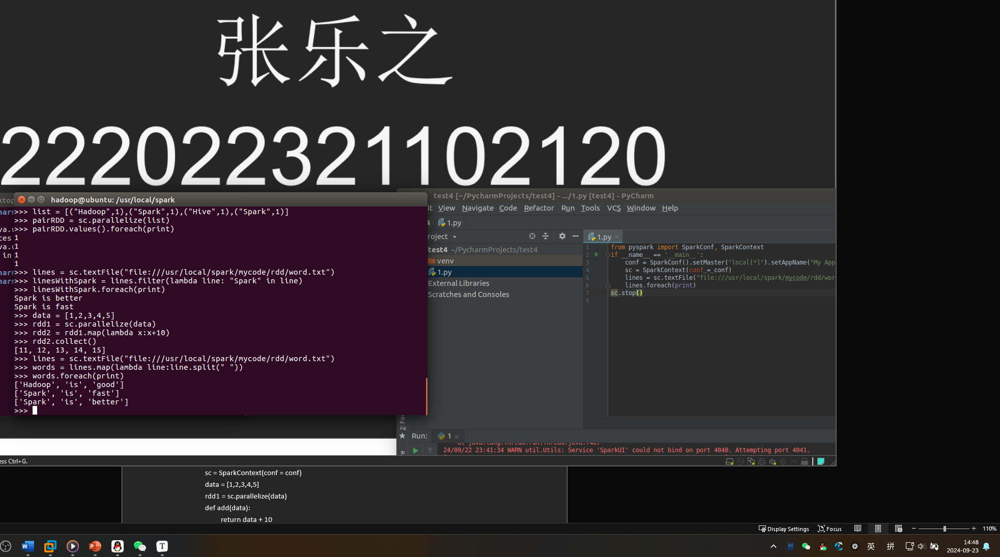 张乐之
222022321102120
hadoop@ubuntu: /usr/local/spark
>>> list = [("Hadoop",1),("Spark",1),("Hive",1),("Spark",1)]
>>> pairRDD = sc.parallelize(list)
>>> pairRDD.values().foreach(print)
1
1
1
1
>>> lines = sc.textFile("file:///usr/local/spark/mycode/rdd/word.txt")
>>> linesWithSpark = lines.filter(lambda line: "Spark" in line)
>>> linesWithSpark.foreach(print)
Spark is better
Spark is fast
>>> data = [1,2,3,4,5]
>>> rdd1 = sc.parallelize(data)
>>> rdd2 = rdd1.map(lambda x:x+10)
>>> rdd2.collect()
[11, 12, 13, 14, 15]
>>> lines = sc.textFile("file:///usr/local/spark/mycode/rdd/word.txt")
>>> words = lines.map(lambda line:line.split(" "))
>>> words.foreach(print)
['Hadoop', 'is', 'good']
['Spark', 'is', 'fast']
['Spark', 'is', 'better']
>>>
test4 [~/PycharmProjects/test4] - .../1.py [test4] - PyCharm
it View Navigate Code Refactor Run Tools VCS Window Help
4 1.py
roject
test4 ~/PycharmProjects/test4
venv
1.py
External Libraries
Scratches and Consoles
1.py
1 from pyspark import SparkConf, SparkContext
2 if __name__ == '__main__':
3 conf = SparkConf().setMaster("local[*]").setAppName("My App
4 sc = SparkContext(conf = conf)
5 lines = sc.textFile("file:///usr/local/spark/mycode/rdd/wor
6 lines.foreach(print)
7 sc.stop()
8
2: Fav
Run: 1
at java.lang.Thread.run(Thread.java:748)
24/09/22 23:41:34 WARN util.Utils: Service 'SparkUI' could not bind on port 4040. Attempting port 4041.
ess Ctrl+G.
sc = SparkContext(conf = conf)
data = [1,2,3,4,5]
rdd1 = sc.parallelize(data)
def add(data):
return data + 10
Display Settings Focus 110%
英 拼 14:48
2024-09-23